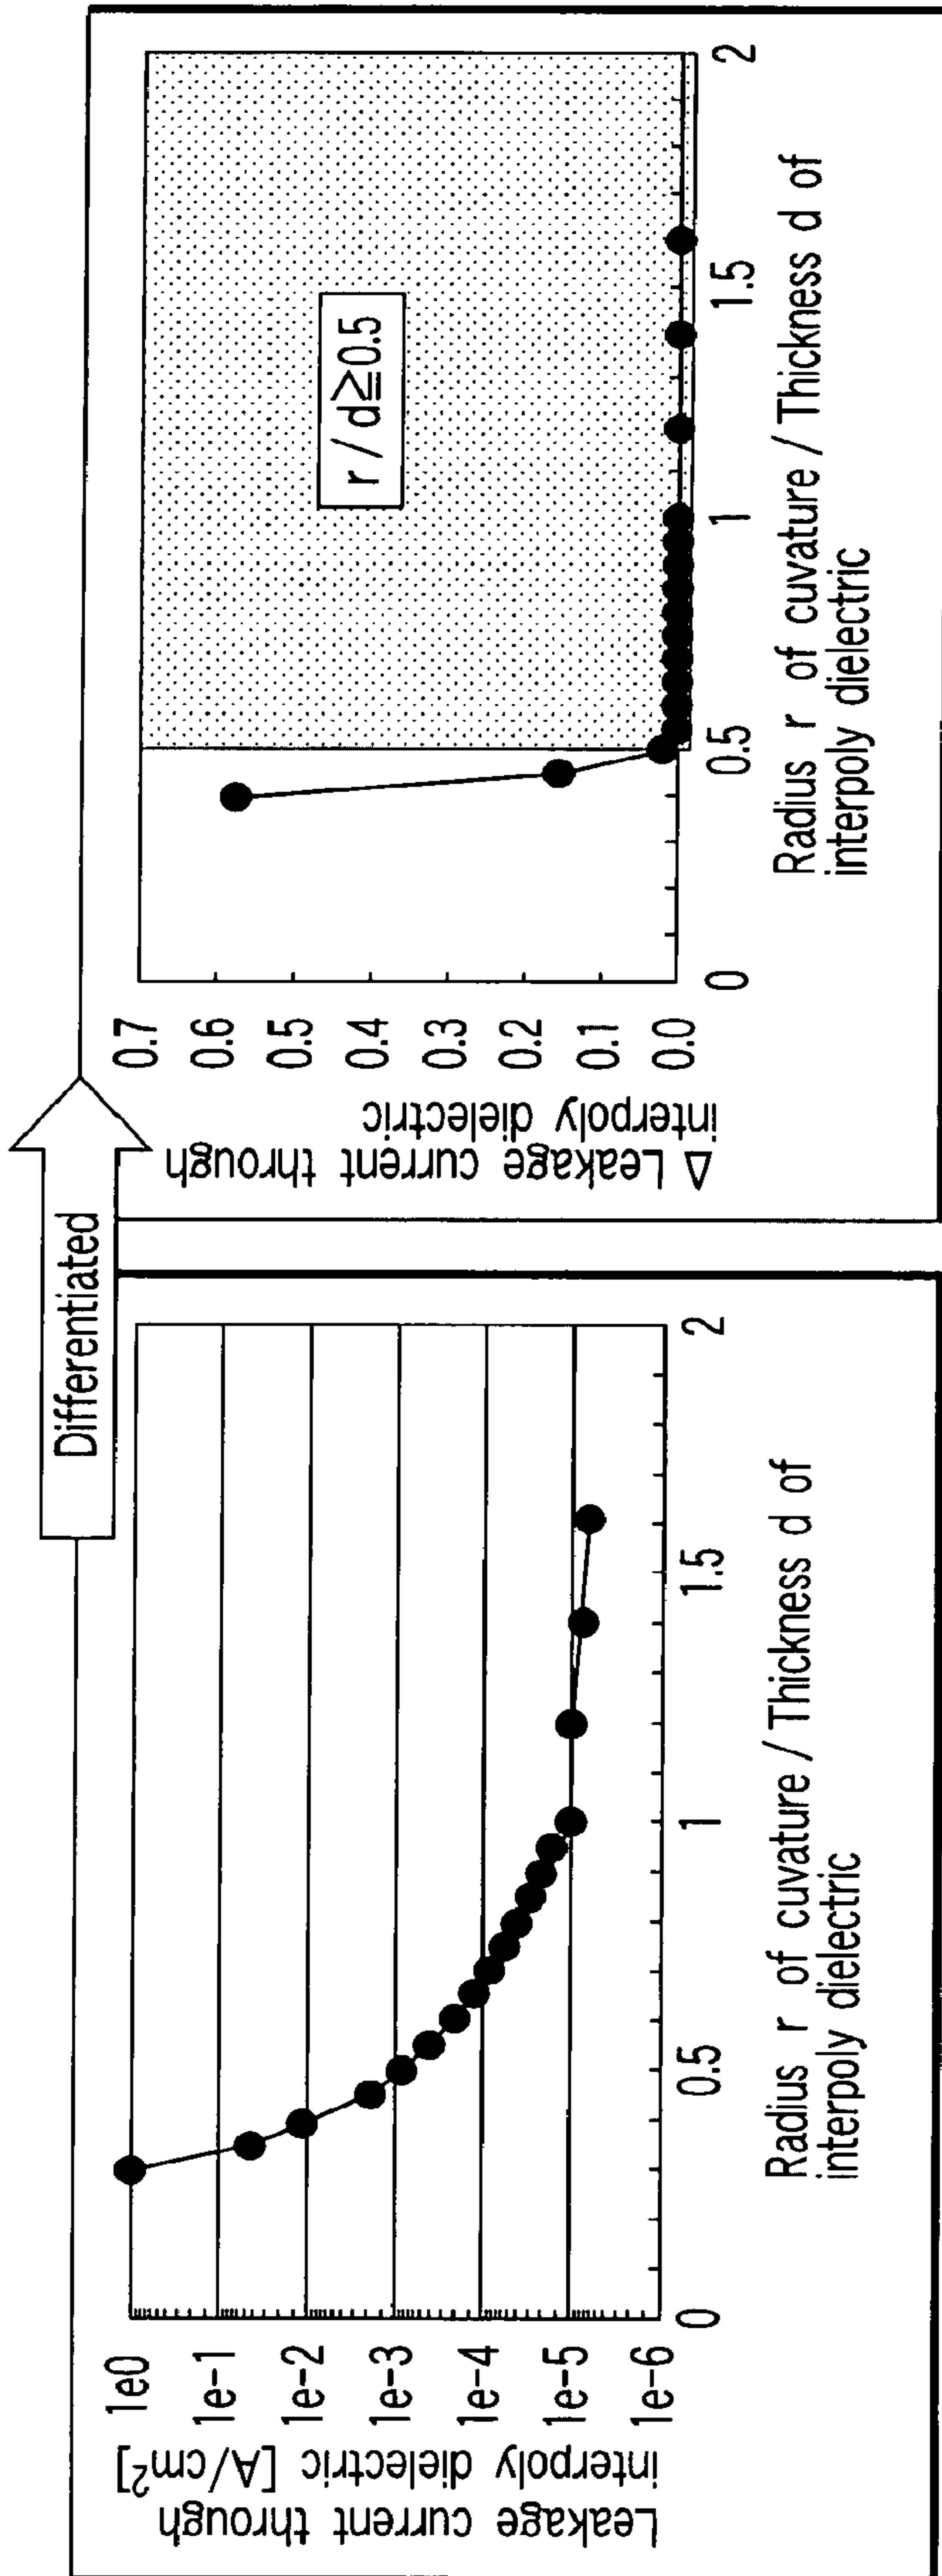 Differentiated
Leakage current through
interpoly dielectric [A/cm²]
1e0
1e-1
1e-2
1e-3
1e-4
1e-5
1e-6
0
0.5
1
1.5
2
Radius r of cuvature / Thickness d of
interpoly dielectric
Δ Leakage current through
interpoly dielectric
0.7
0.6
0.5
0.4
0.3
0.2
0.1
0.0
r / d≧0.5
0
0.5
1
1.5
2
Radius r of cuvature / Thickness d of
interpoly dielectric